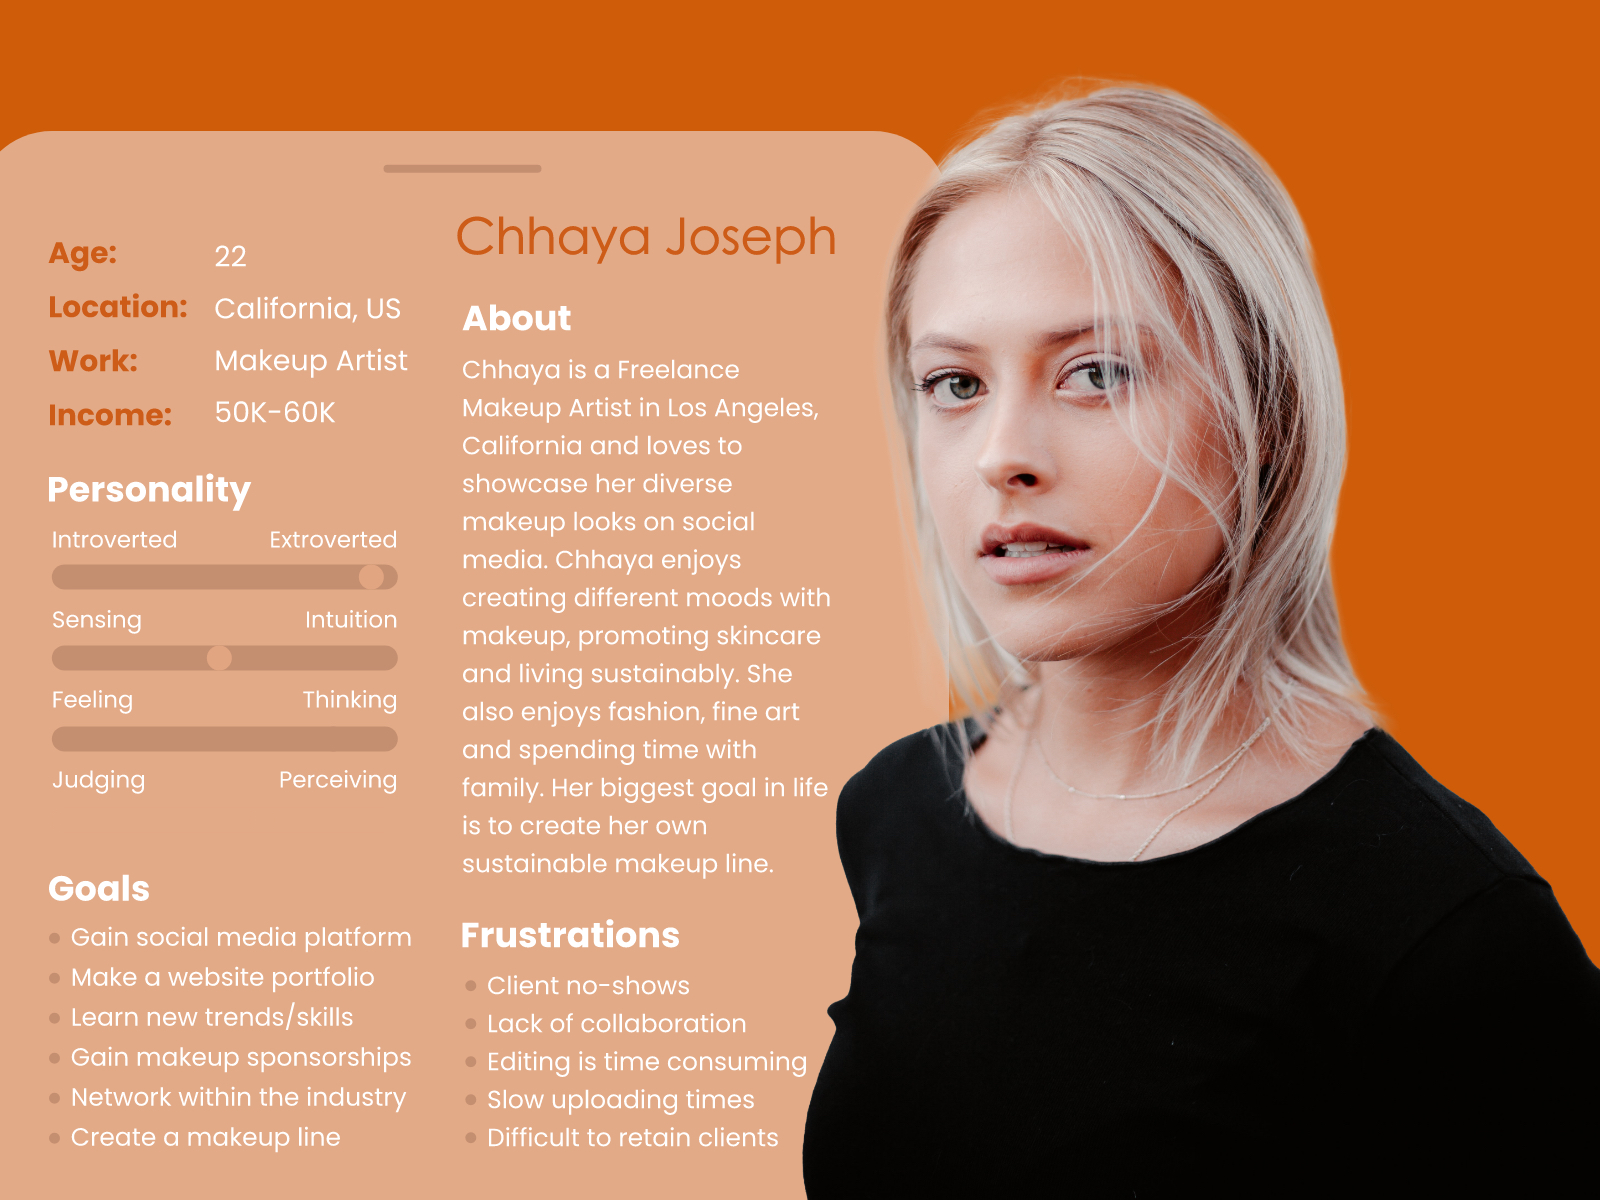 Chhaya Joseph
Age: 22
Location: California, US
Work: Makeup Artist
Income: 50K-60K
Personality
Introverted Extroverted
Sensing Intuition
Feeling Thinking
Judging Perceiving
Goals
Gain social media platform
Make a website portfolio
Learn new trends/skills
Gain makeup sponsorships
Network within the industry
Create a makeup line
About
Chhaya is a Freelance
Makeup Artist in Los Angeles,
California and loves to
showcase her diverse
makeup looks on social
media. Chhaya enjoys
creating different moods with
makeup, promoting skincare
and living sustainably. She
also enjoys fashion, fine art
and spending time with
family. Her biggest goal in life
is to create her own
sustainable makeup line.
Frustrations
Client no-shows
Lack of collaboration
Editing is time consuming
Slow uploading times
Difficult to retain clients